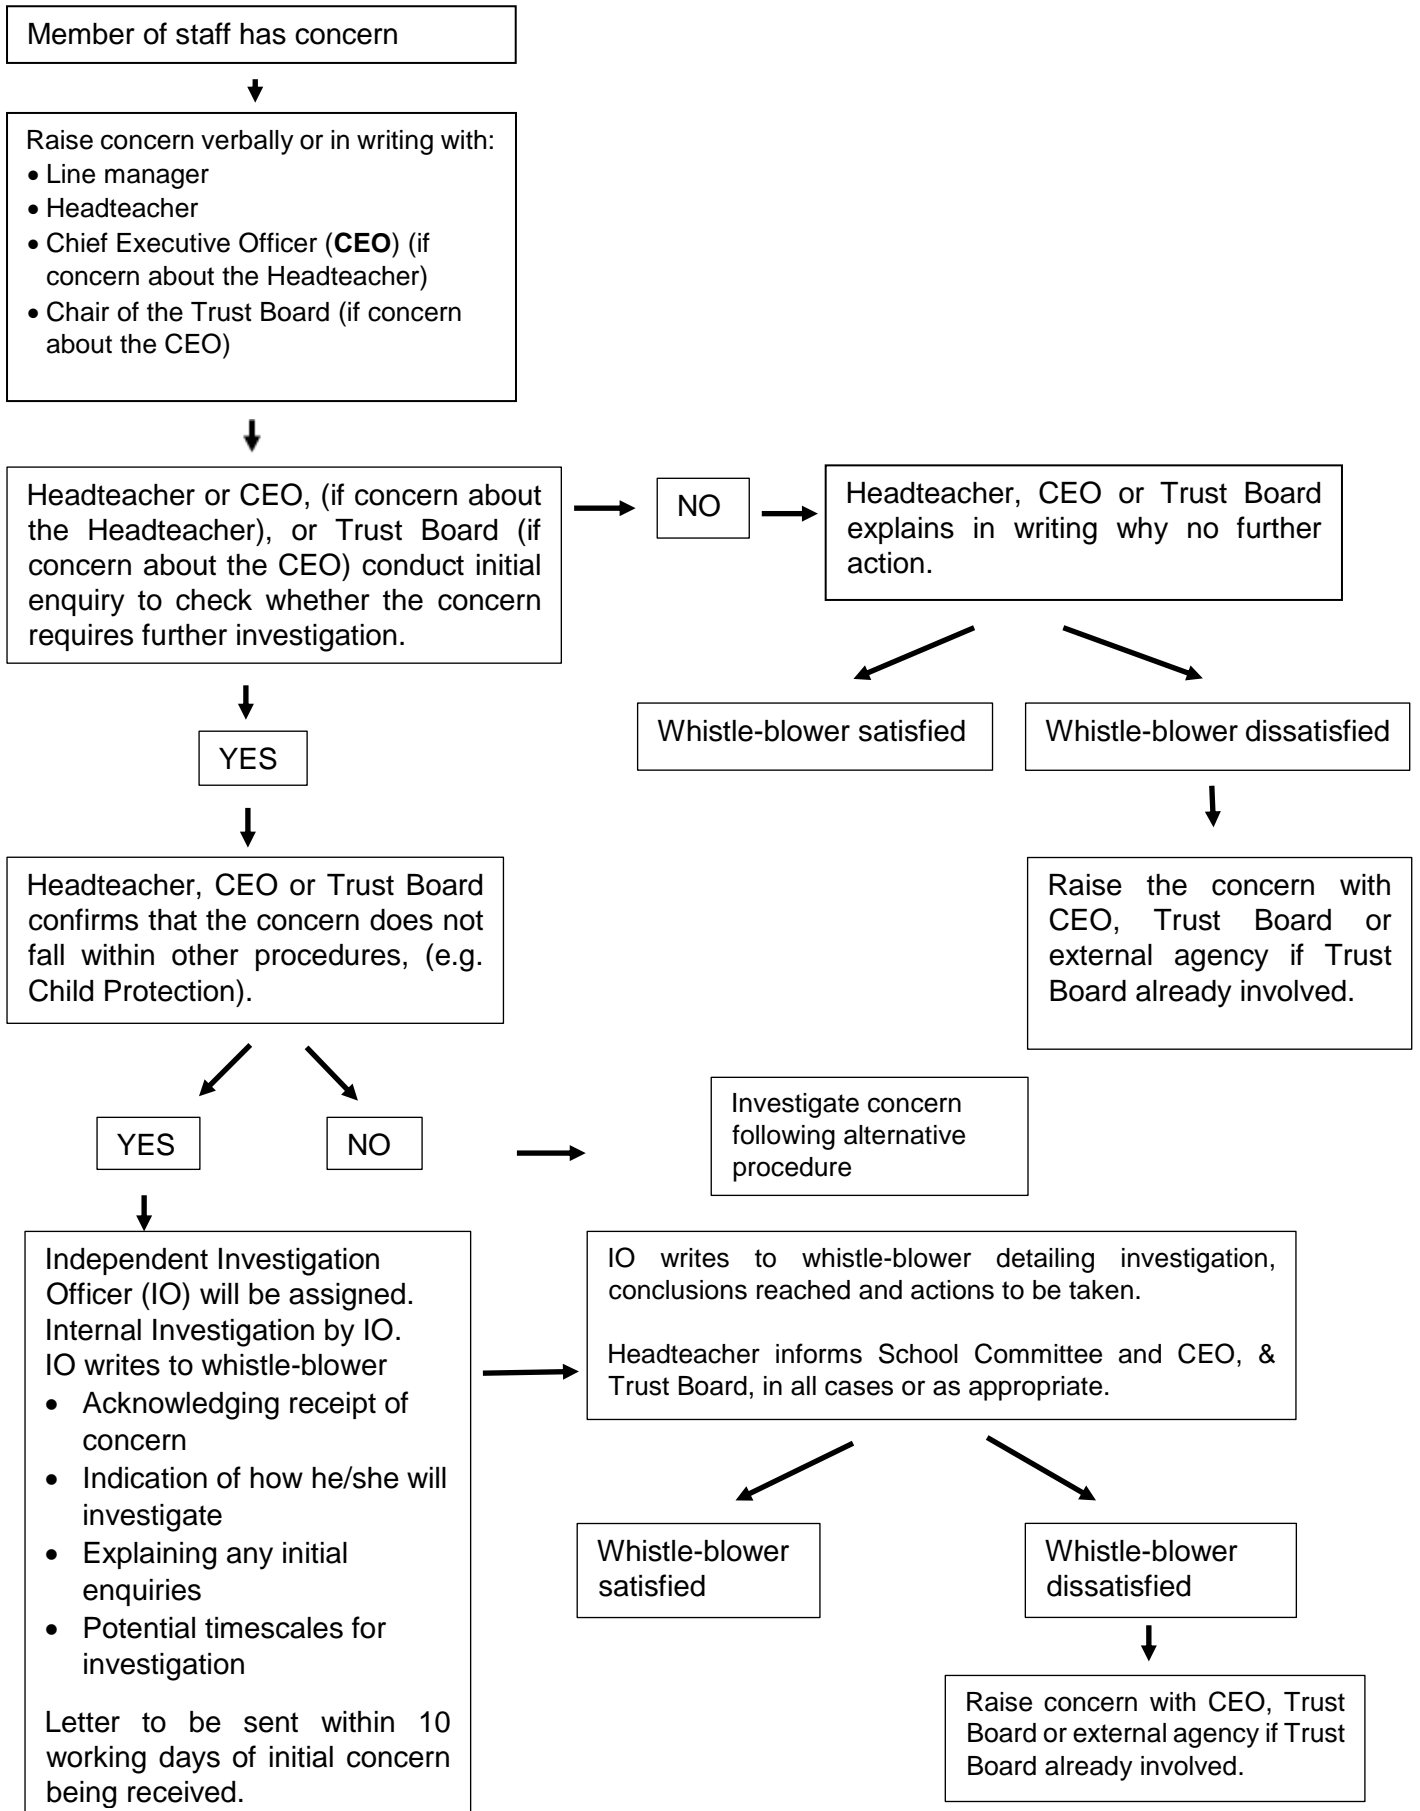 Member of staff has concern
Raise concern verbally or in writing with:
• Line manager
• Headteacher
• Chief Executive Officer (CEO) (if
concern about the Headteacher)
• Chair of the Trust Board (if concern
about the CEO)
Headteacher or CEO, (if concern about
the Headteacher), or Trust Board (if
concern about the CEO) conduct initial
enquiry to check whether the concern
requires further investigation.
NO
Headteacher, CEO or Trust Board
explains in writing why no further
action.
Whistle-blower satisfied
Whistle-blower dissatisfied
YES
Raise the concern with
CEO, Trust Board or
external agency if Trust
Board already involved.
Headteacher, CEO or Trust Board
confirms that the concern does not
fall within other procedures, (e.g.
Child Protection).
YES
NO
Investigate concern
following alternative
procedure
Independent Investigation
Officer (IO) will be assigned.
Internal Investigation by IO.
IO writes to whistle-blower
• Acknowledging receipt of
concern
• Indication of how he/she will
investigate
• Explaining any initial
enquiries
• Potential timescales for
investigation
Letter to be sent within 10
working days of initial concern
being received.
IO writes to whistle-blower detailing investigation,
conclusions reached and actions to be taken.
Headteacher informs School Committee and CEO, &
Trust Board, in all cases or as appropriate.
Whistle-blower
satisfied
Whistle-blower
dissatisfied
Raise concern with CEO, Trust
Board or external agency if Trust
Board already involved.